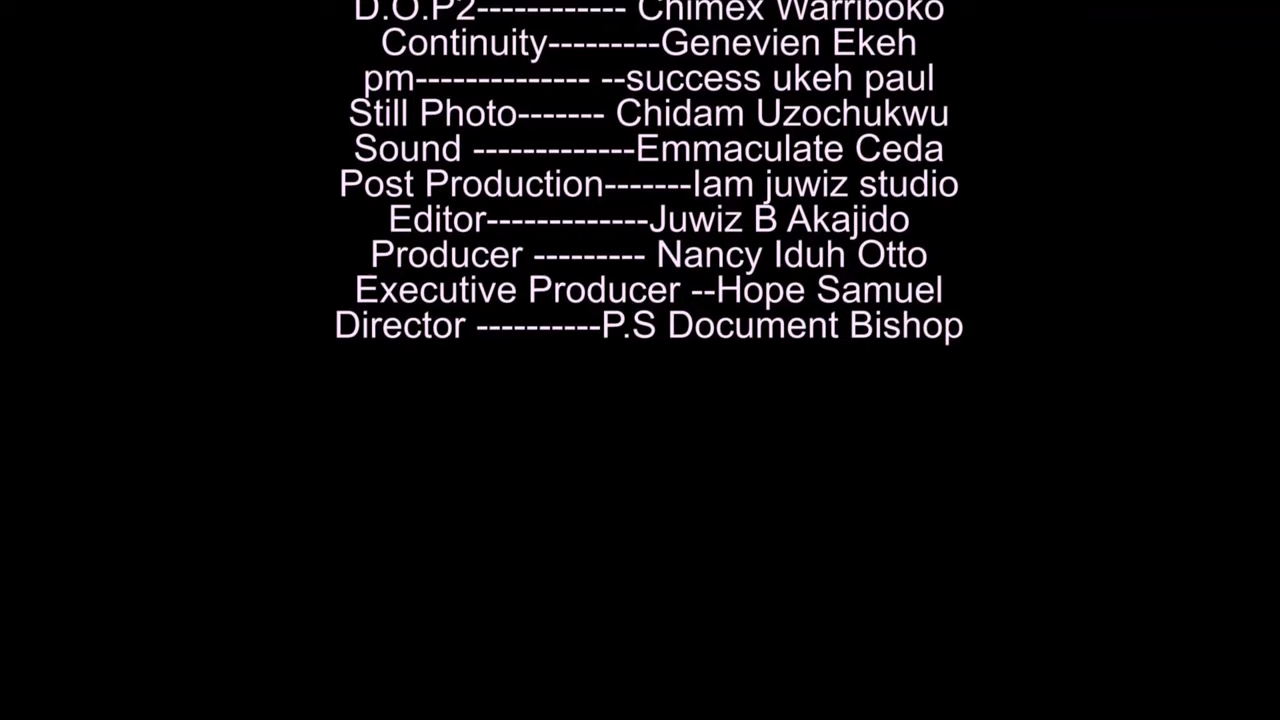 D.O.P2------------ Chimex Warriboko
Continuity---------Genevien Ekeh
pm-------------- --success ukeh paul
Still Photo------- Chidam Uzochukwu
Sound -------------Emmaculate Ceda
Post Production-------Iam juwiz studio
Editor-------------Juwiz B Akajido
Producer --------- Nancy Iduh Otto
Executive Producer --Hope Samuel
Director ----------P.S Document Bishop